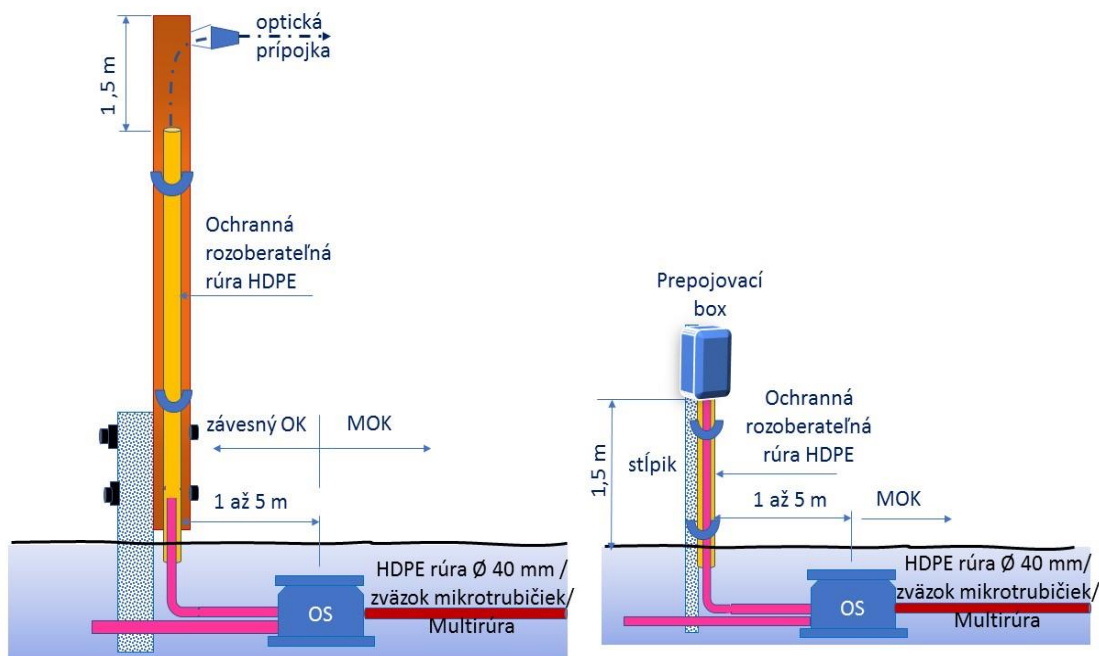 optická
prípojka
1 ,5 m
Ochranná
rozoberateľná
rúra HDPE
závesný OK
MOK
1 až 5 m
HDPE rúra Ø 40 mm /
zväzok mikrotrubičiek/
Multirúra
OS
Prepojovací
box
Ochranná
rozoberateľná
rúra HDPE
stĺpik
1,5 m
1 až 5 m
MOK
HDPE rúra Ø 40 mm/
zväzok mikrotrubičiek/
Multirúra
OS